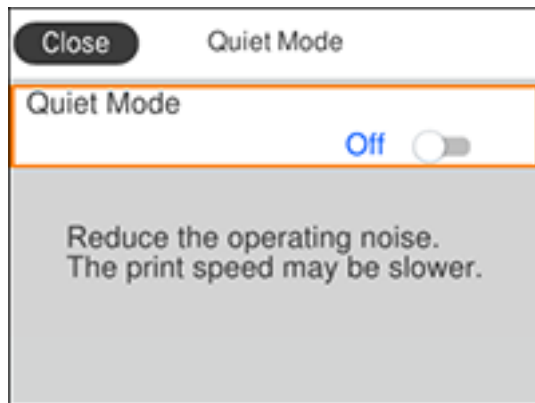 Close
Quiet Mode
Quiet Mode
Off
Reduce the operating noise.
The print speed may be slower.